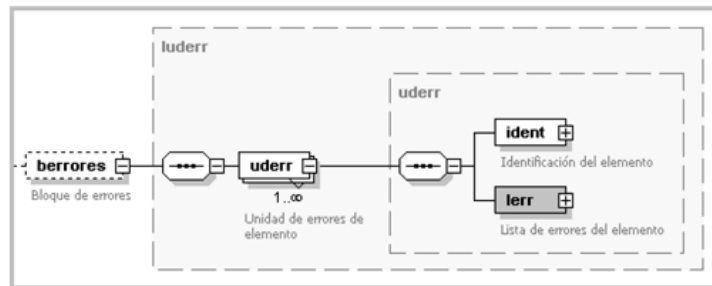 luderr
uderr
ident
Identificación del elemento
berrores
Bloque de errores
uderr
1..∞
Unidad de errores de
elemento
lerr
Lista de errores del elemento